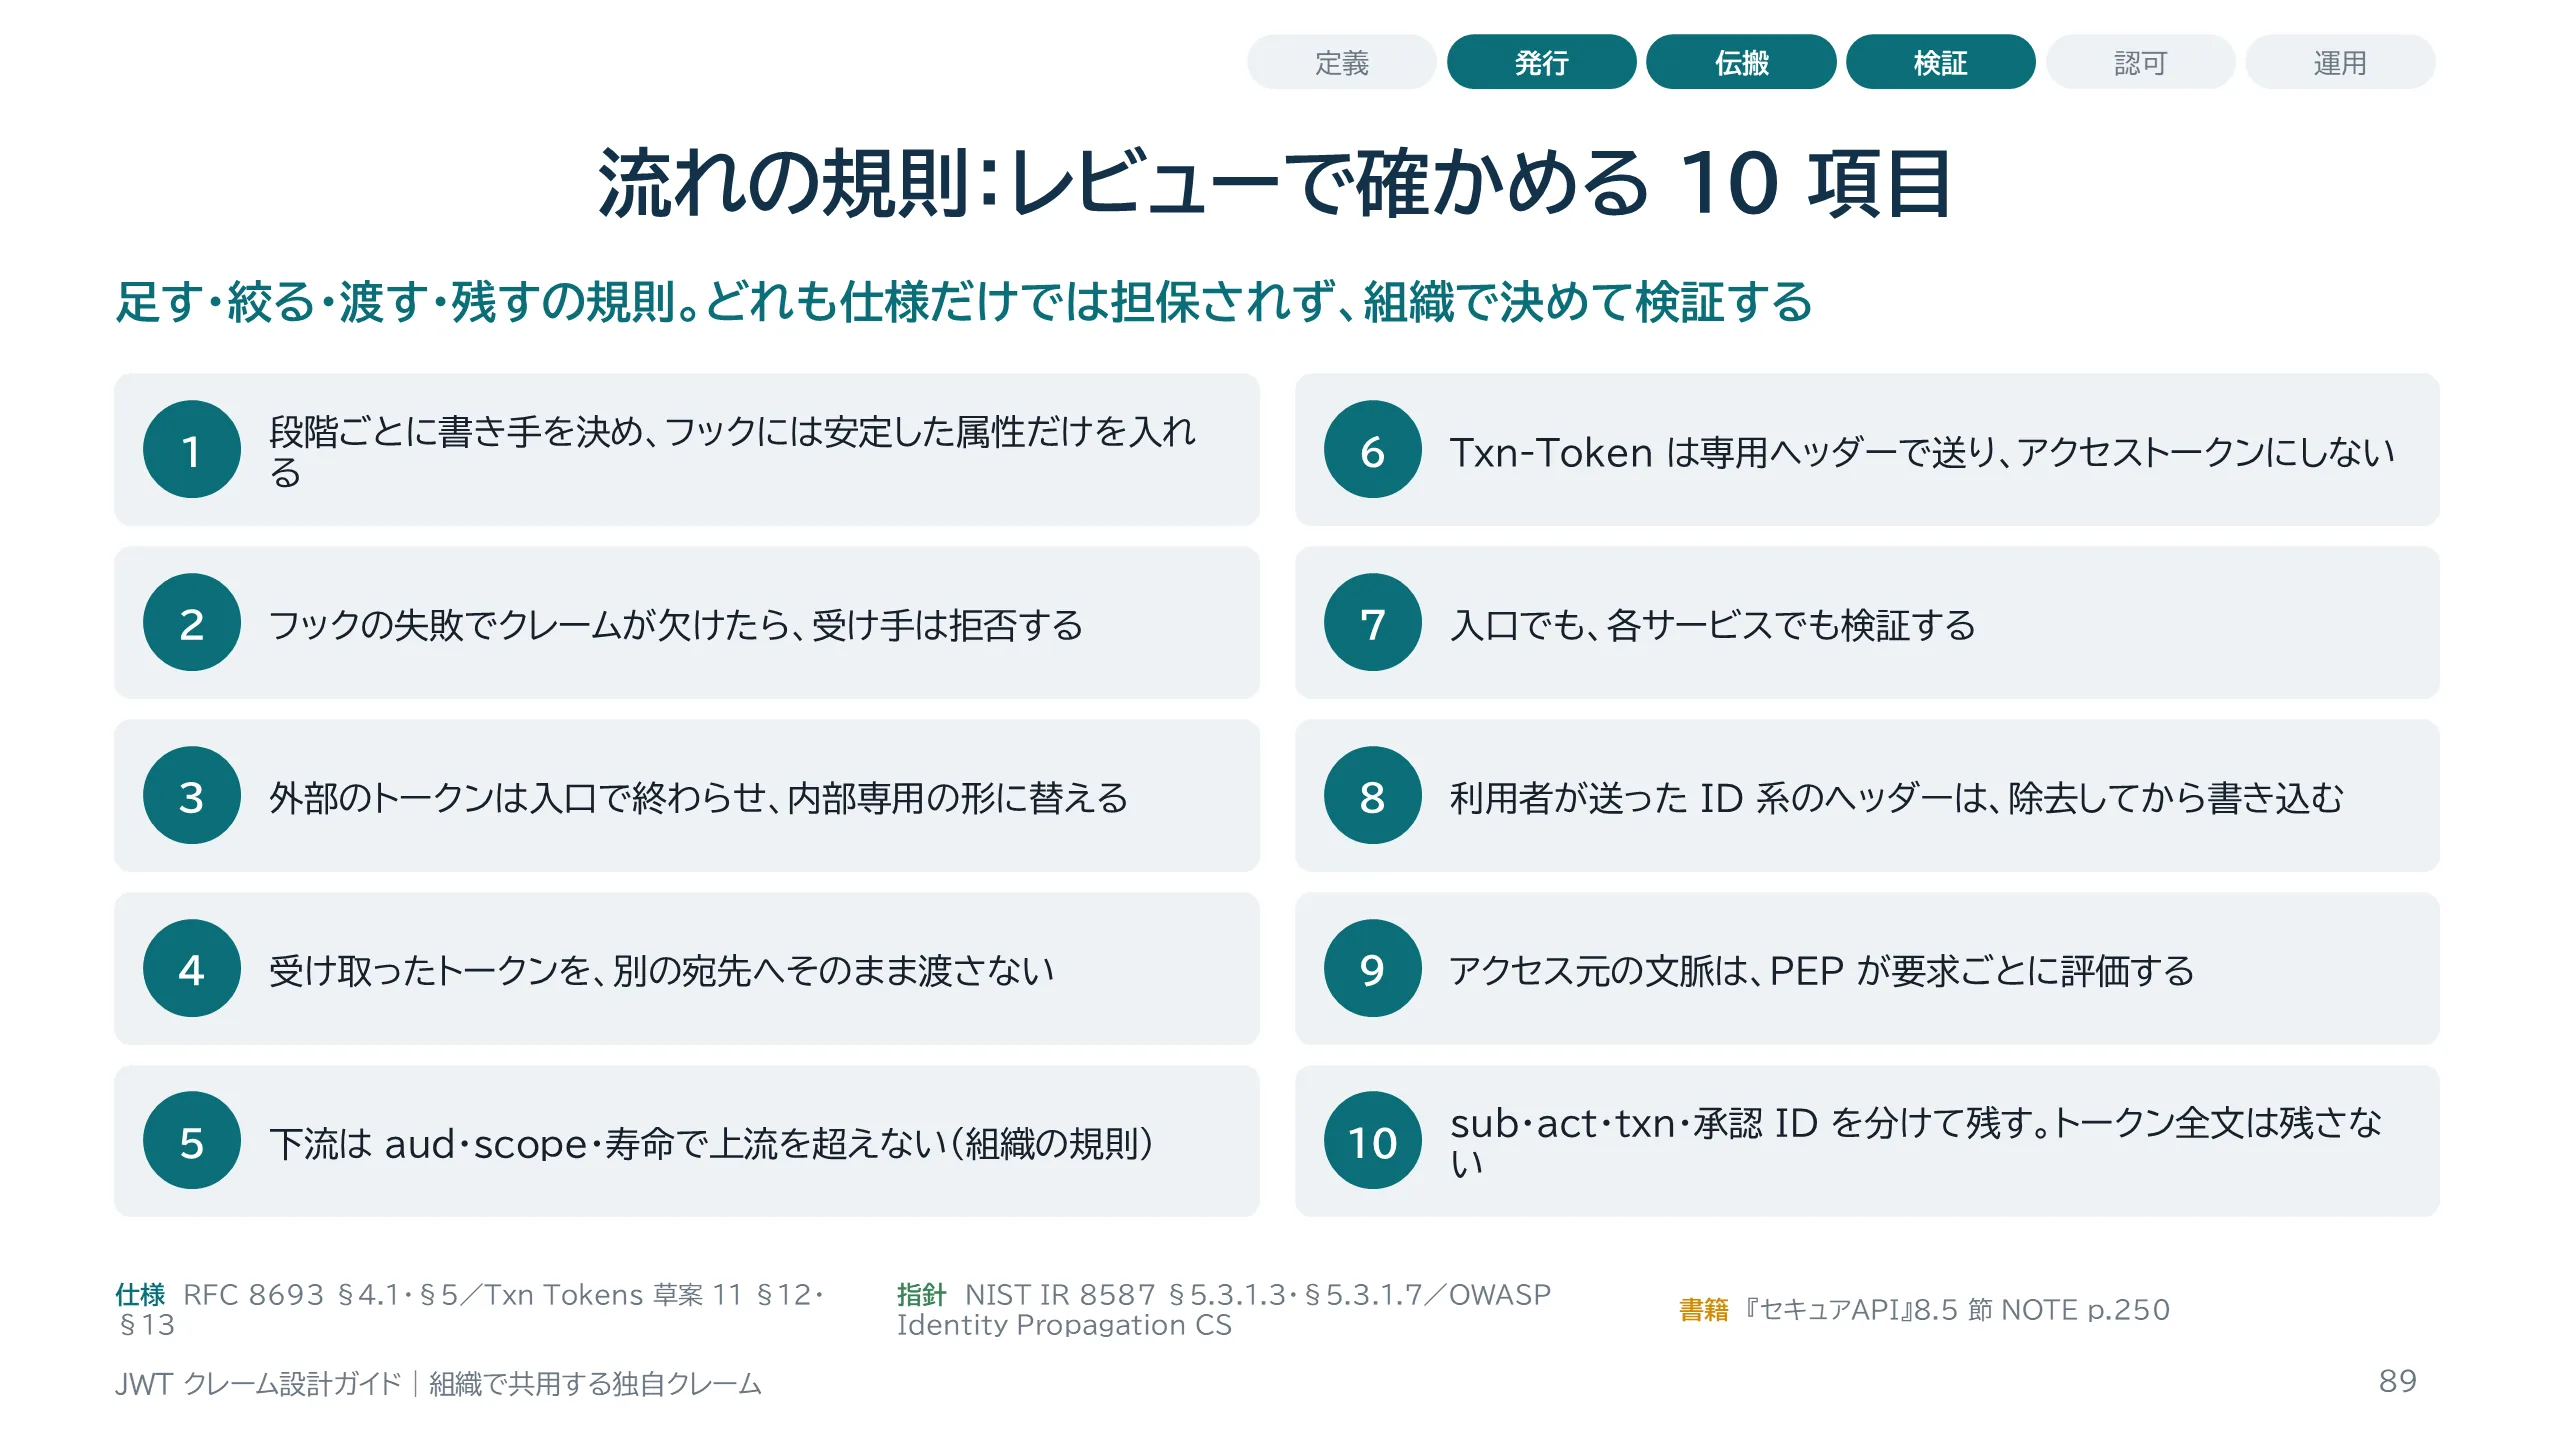 定義
発行
伝搬
検証
認可
運用
流れの規則：レビューで確かめる 10 項目
足す・絞る・渡す・残すの規則。どれも仕様だけでは担保されず、組織で決めて検証する
1
段階ごとに書き手を決め、フックには安定した属性だけを入れ
る
2
フックの失敗でクレームが欠けたら、受け手は拒否する
3
外部のトークンは入口で終わらせ、内部専用の形に替える
4
受け取ったトークンを、別の宛先へそのまま渡さない
5
下流は aud・scope・寿命で上流を超えない（組織の規則）
6
Txn-Token は専用ヘッダーで送り、アクセストークンにしない
7
入口でも、各サービスでも検証する
8
利用者が送った ID 系のヘッダーは、除去してから書き込む
9
アクセス元の文脈は、PEP が要求ごとに評価する
10
sub・act・txn・承認 ID を分けて残す。トークン全文は残さな
い
仕様 RFC 8693 §4.1・§5／Txn Tokens 草案 11 §12・
§13
指針 NIST IR 8587 §5.3.1.3・§5.3.1.7／OWASP
Identity Propagation CS
書籍 『セキュアAPI』8.5 節 NOTE p.250
JWT クレーム設計ガイド｜組織で共用する独自クレーム
89